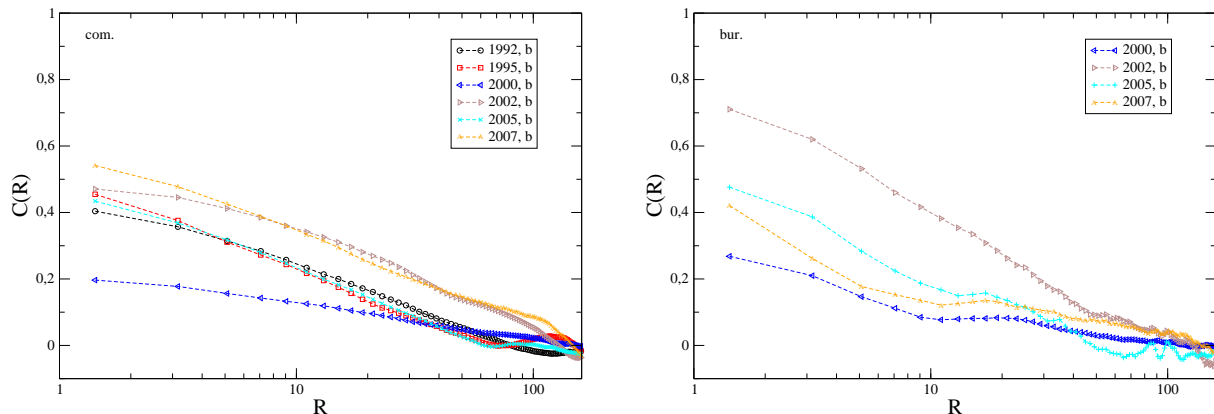 com.
1992, b
1995, b
2000, b
2002, b
2005, b
2007, b
C(R)
1
0,8
0,6
0,4
0,2
0
1
10
100
R
bur.
2000, b
2002, b
2005, b
2007, b
C(R)
1
0,8
0,6
0,4
0,2
0
1
10
100
R